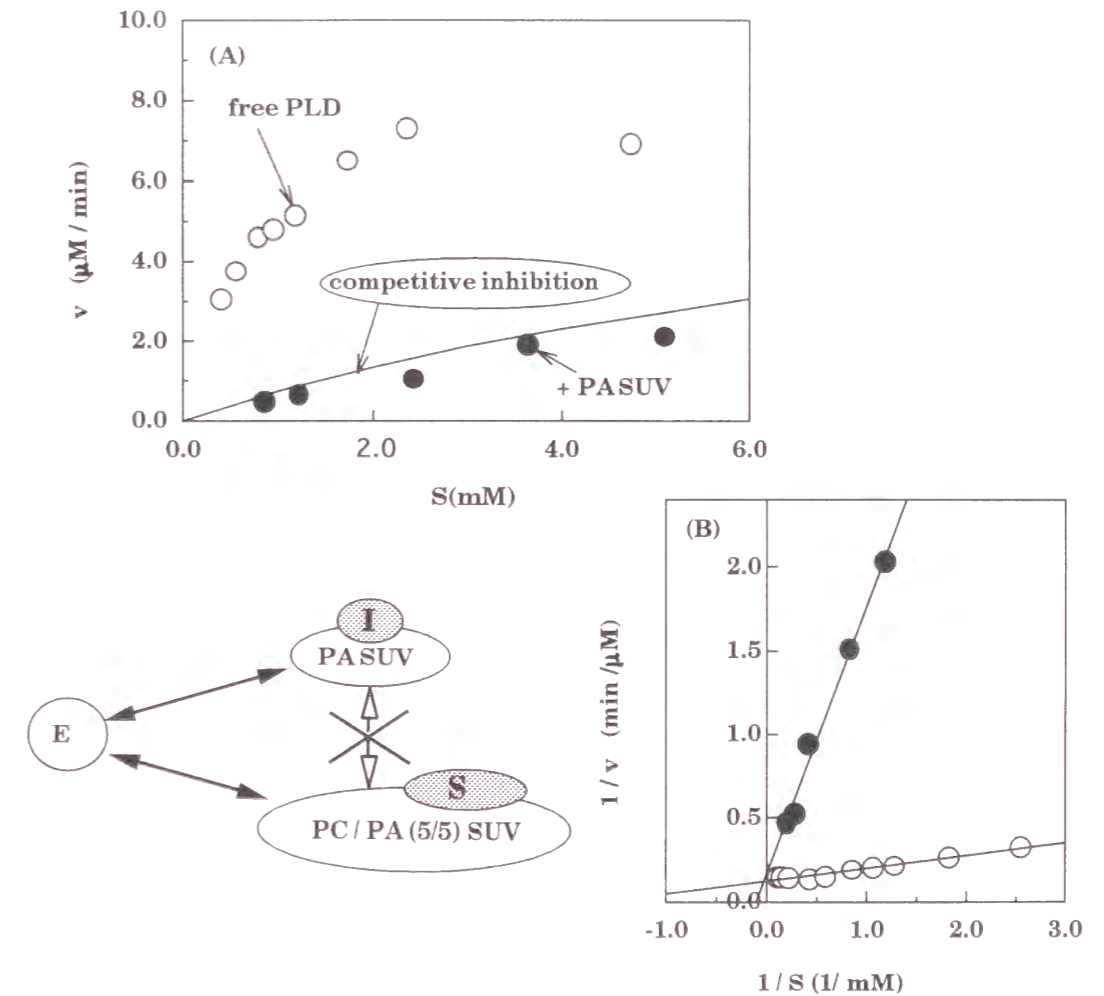 10.0
(A)
8.0
free PLD
6.0
v (μM / min)
4.0
competitive inhibition
2.0
+ PA SUV
0.0
0.0 2.0 4.0 6.0
S(mM)
(B)
2.0
1.5
1 / v (min /μM)
1.0
0.5
0.0
-1.0 0.0 1.0 2.0 3.0
1 / S (1/ mM)
I
PA SUV
E
S
PC / PA (5/5) SUV